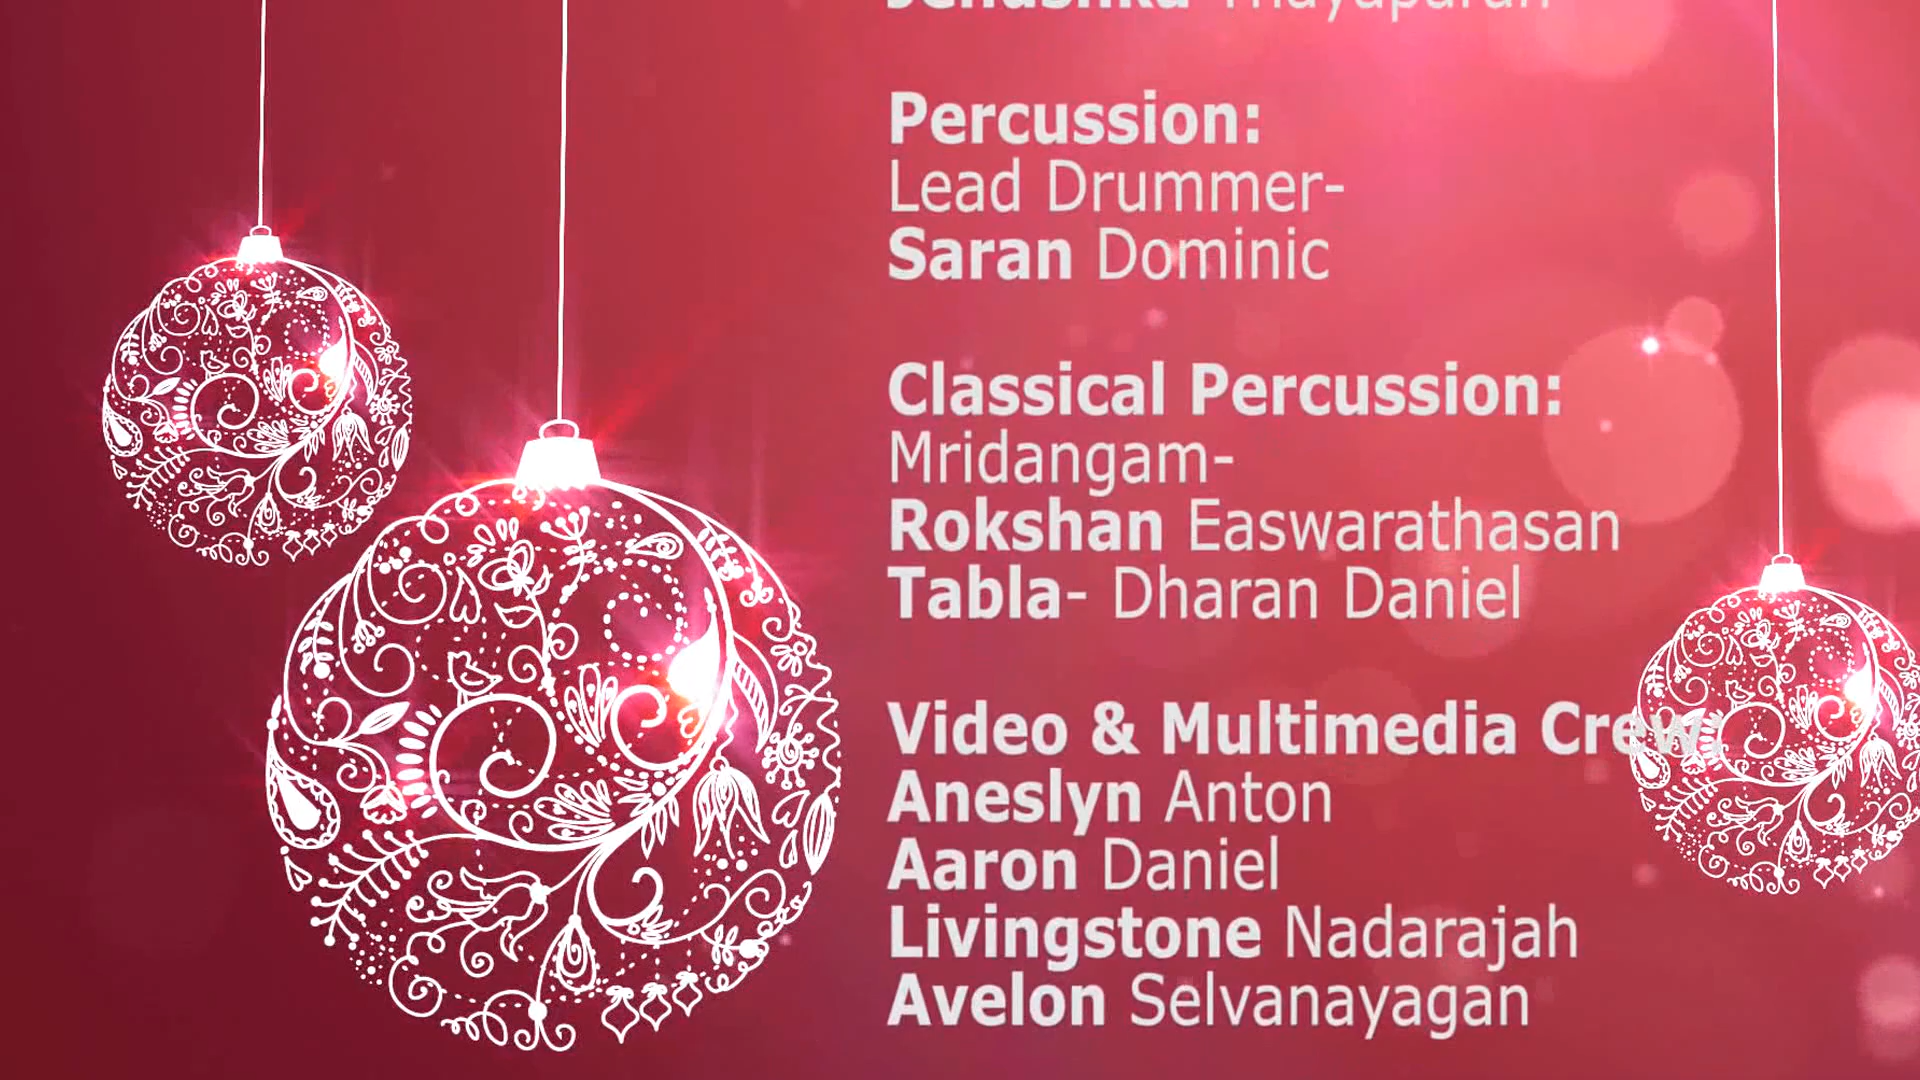 Percussion:
Lead Drummer-
Saran Dominic
Classical Percussion:
Mridangam-
Rokshan Easwarathasan
Tabla- Dharan Daniel
Video & Multimedia Crew:
Aneslyn Anton
Aaron Daniel
Livingstone Nadarajah
Avelon Selvanayagan